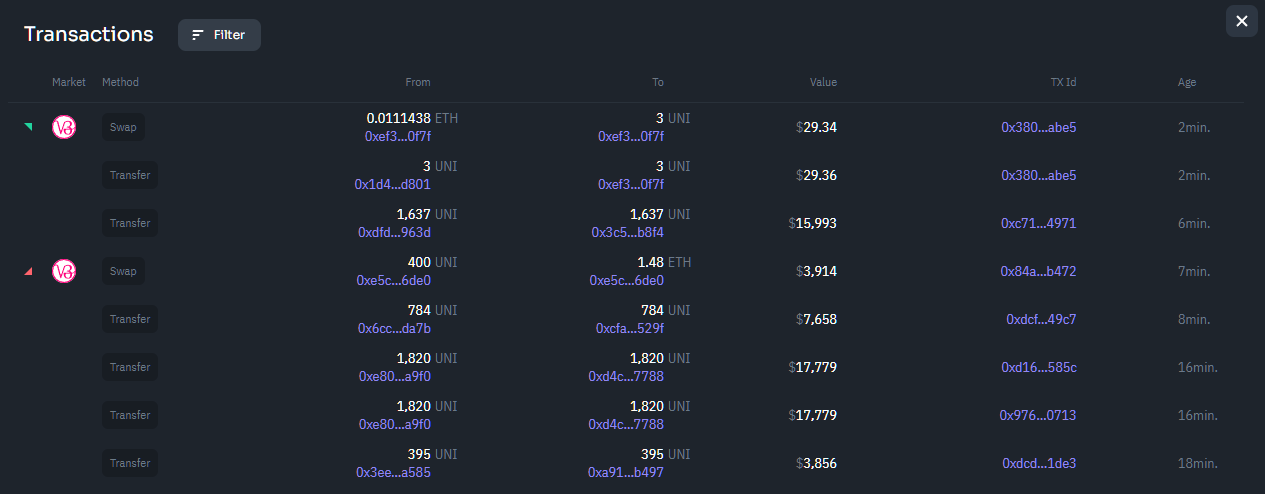 Transactions
Filter
Market Method From To Value TX Id Age
V3 Swap 0.0111438 ETH 3 UNI $29.34 0x380...abe5 2min.
0xef3...0f7f 0xef3...0f7f
Transfer 3 UNI 3 UNI $29.36 0x380...abe5 2min.
0x1d4...d801 0xef3...0f7f
Transfer 1,637 UNI 1,637 UNI $15,993 0xc71...4971 6min.
0xdfd...963d 0x3c5...b8f4
V3 Swap 400 UNI 1.48 ETH $3,914 0x84a...b472 7min.
0xe5c...6de0 0xe5c...6de0
Transfer 784 UNI 784 UNI $7,658 0xdcf...49c7 8min.
0x6cc...da7b 0xcfa...529f
Transfer 1,820 UNI 1,820 UNI $17,779 0xd16...585c 16min.
0xe80...a9f0 0xd4c...7788
Transfer 1,820 UNI 1,820 UNI $17,779 0x976...0713 16min.
0xe80...a9f0 0xd4c...7788
Transfer 395 UNI 395 UNI $3,856 0xdcd...1de3 18min.
0x3ee...a585 0xa91...b497